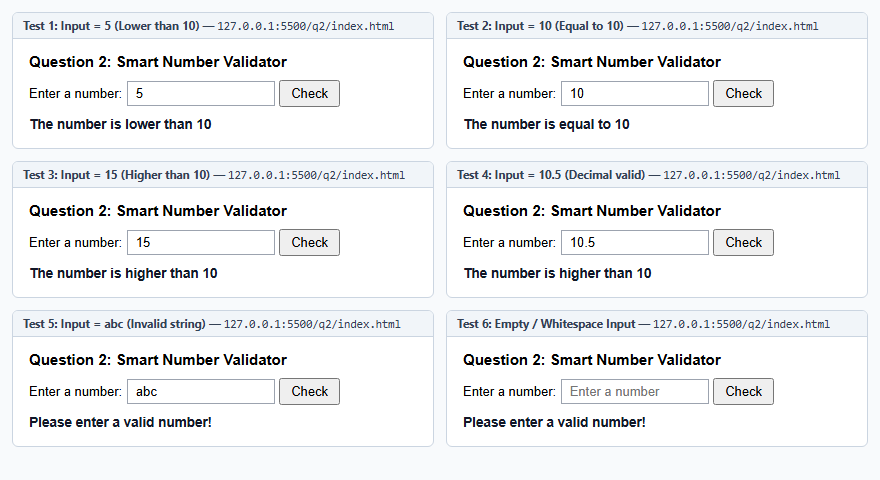 Test 1: Input = 5 (Lower than 10) — 127.0.0.1:5500/q2/index.html
Question 2: Smart Number Validator
Enter a number: 5 Check
The number is lower than 10
Test 2: Input = 10 (Equal to 10) — 127.0.0.1:5500/q2/index.html
Question 2: Smart Number Validator
Enter a number: 10 Check
The number is equal to 10
Test 3: Input = 15 (Higher than 10) — 127.0.0.1:5500/q2/index.html
Question 2: Smart Number Validator
Enter a number: 15 Check
The number is higher than 10
Test 4: Input = 10.5 (Decimal valid) — 127.0.0.1:5500/q2/index.html
Question 2: Smart Number Validator
Enter a number: 10.5 Check
The number is higher than 10
Test 5: Input = abc (Invalid string) — 127.0.0.1:5500/q2/index.html
Question 2: Smart Number Validator
Enter a number: abc Check
Please enter a valid number!
Test 6: Empty / Whitespace Input — 127.0.0.1:5500/q2/index.html
Question 2: Smart Number Validator
Enter a number: Enter a number Check
Please enter a valid number!